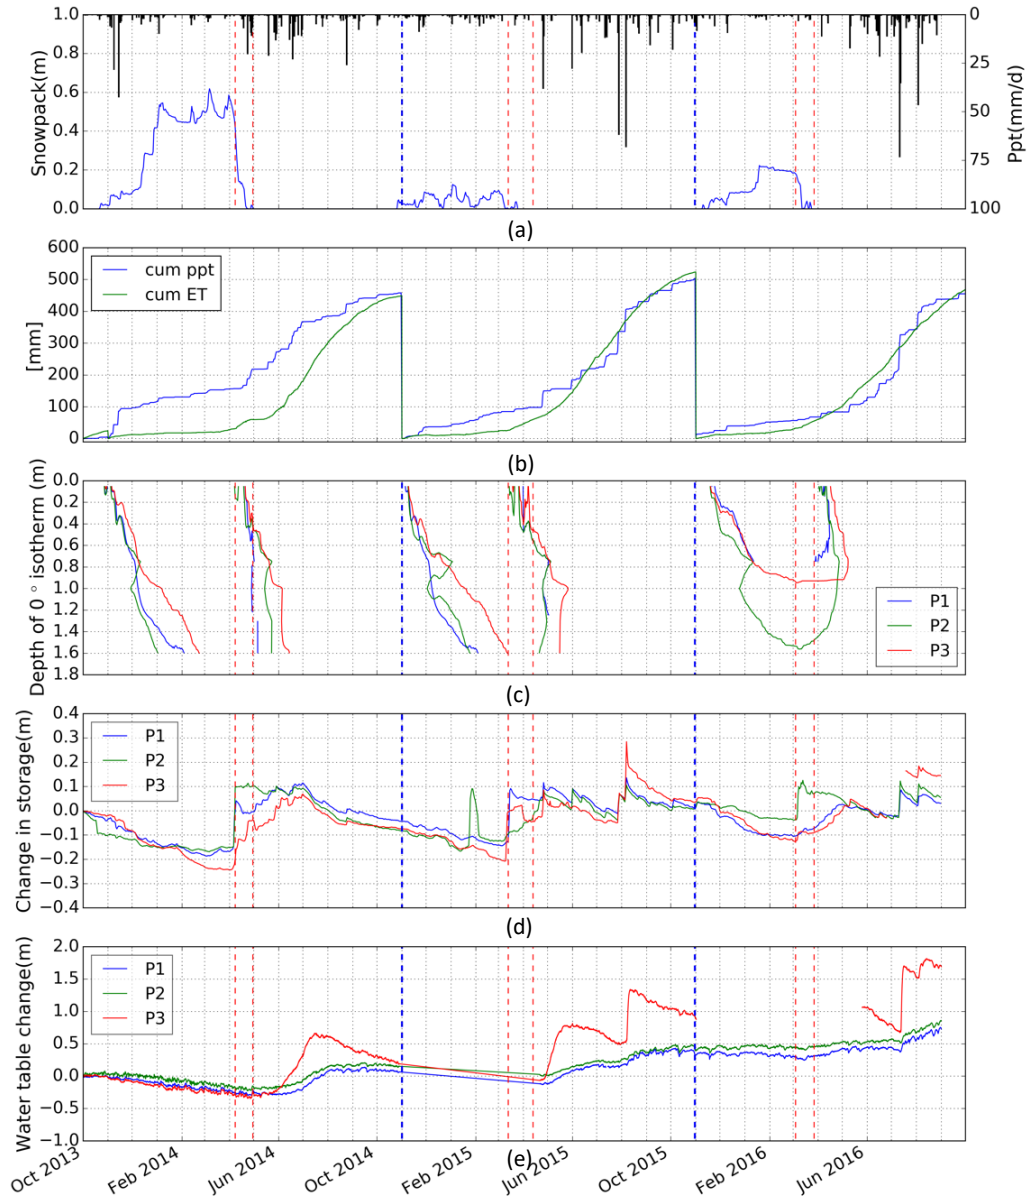 1.0
0.8
0.6
0.4
0.2
0.0
Snowpack(m)
0
25
50
75
100
Ppt(mm/d)
(a)
600
500
400
300
200
100
0
[mm]
cum ppt
cum ET
(b)
0.0
0.2
0.4
0.6
0.8
1.0
1.2
1.4
1.6
1.8
Depth of 0 ° isotherm (m)
P1
P2
P3
(c)
0.4
0.3
0.2
0.1
0.0
−0.1
−0.2
−0.3
−0.4
Change in storage(m)
P1
P2
P3
(d)
2.0
1.5
1.0
0.5
0.0
−0.5
−1.0
Water table change(m)
P1
P2
P3
(e)
Oct 2013
Feb 2014
Jun 2014
Oct 2014
Feb 2015
Jun 2015
Oct 2015
Feb 2016
Jun 2016